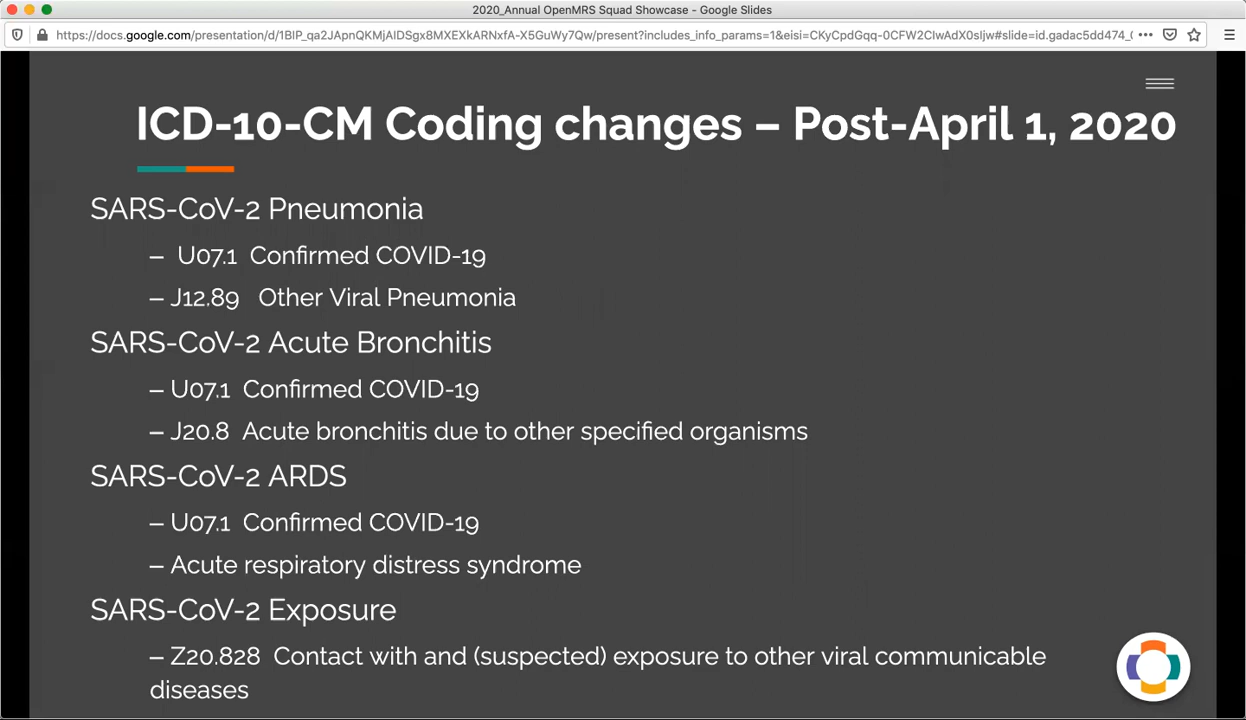 2020_Annual OpenMRS Squad Showcase - Google Slides
https://docs.google.com/presentation/d/1BIP_qa2JApnQKMjAIDSgx8MXEXkARNxfA-X5GuWy7Qw/present?includes_info_params=1&eisi=CKyCpdGqq-0CFW2CIwAdX0sIjw#slide=id.gadac5dd474_
ICD-10-CM Coding changes – Post-April 1, 2020
SARS-CoV-2 Pneumonia
– U07.1 Confirmed COVID-19
– J12.89 Other Viral Pneumonia
SARS-CoV-2 Acute Bronchitis
– U07.1 Confirmed COVID-19
– J20.8 Acute bronchitis due to other specified organisms
SARS-CoV-2 ARDS
– U07.1 Confirmed COVID-19
– Acute respiratory distress syndrome
SARS-CoV-2 Exposure
– Z20.828 Contact with and (suspected) exposure to other viral communicable
diseases